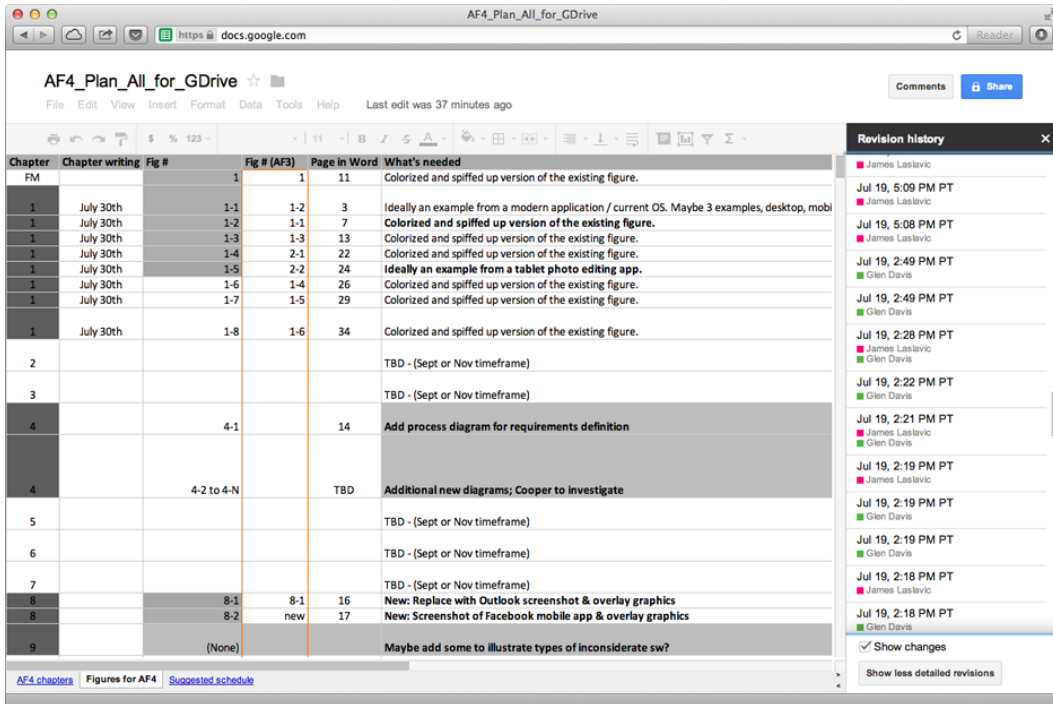 AF4_Plan_All_for_GDrive
https docs.google.com
Reader
AF4_Plan_All_for_GDrive
Comments
Share
File Edit View Insert Format Data Tools Help Last edit was 37 minutes ago
$ % 123 11 B I S A Σ
Revision history
Chapter Chapter writing Fig # Fig # (AF3) Page in Word What's needed
FM 1 1 11 Colorized and spiffed up version of the existing figure.
1 July 30th 1-1 1-2 3 Ideally an example from a modern application / current OS. Maybe 3 examples, desktop, mobi
1 July 30th 1-2 1-1 7 Colorized and spiffed up version of the existing figure.
1 July 30th 1-3 1-3 13 Colorized and spiffed up version of the existing figure.
1 July 30th 1-4 2-1 22 Colorized and spiffed up version of the existing figure.
1 July 30th 1-5 2-2 24 Ideally an example from a tablet photo editing app.
1 July 30th 1-6 1-4 26 Colorized and spiffed up version of the existing figure.
1 July 30th 1-7 1-5 29 Colorized and spiffed up version of the existing figure.
1 July 30th 1-8 1-6 34 Colorized and spiffed up version of the existing figure.
2 TBD - (Sept or Nov timeframe)
3 TBD - (Sept or Nov timeframe)
4 4-1 14 Add process diagram for requirements definition
4 4-2 to 4-N TBD Additional new diagrams; Cooper to investigate
5 TBD - (Sept or Nov timeframe)
6 TBD - (Sept or Nov timeframe)
7 TBD - (Sept or Nov timeframe)
8 8-1 8-1 16 New: Replace with Outlook screenshot & overlay graphics
8 8-2 new 17 New: Screenshot of Facebook mobile app & overlay graphics
9 (None) Maybe add some to illustrate types of inconsiderate sw?
AF4 chapters Figures for AF4 Suggested schedule
James Laslavic
Jul 19, 5:09 PM PT
James Laslavic
Jul 19, 5:08 PM PT
James Laslavic
Jul 19, 2:49 PM PT
Glen Davis
Jul 19, 2:49 PM PT
Glen Davis
Jul 19, 2:28 PM PT
James Laslavic
Glen Davis
Jul 19, 2:22 PM PT
Glen Davis
Jul 19, 2:21 PM PT
James Laslavic
Glen Davis
Jul 19, 2:19 PM PT
James Laslavic
Jul 19, 2:19 PM PT
Glen Davis
Jul 19, 2:19 PM PT
Glen Davis
Jul 19, 2:18 PM PT
James Laslavic
Jul 19, 2:18 PM PT
Glen Davis
Show changes
Show less detailed revisions